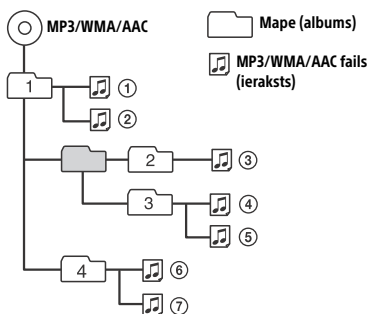 MP3/WMA/AAC
Mape (albums)
MP3/WMA/AAC fails
(ieraksts)
1
①
②
2
③
3
④
⑤
4
⑥
⑦